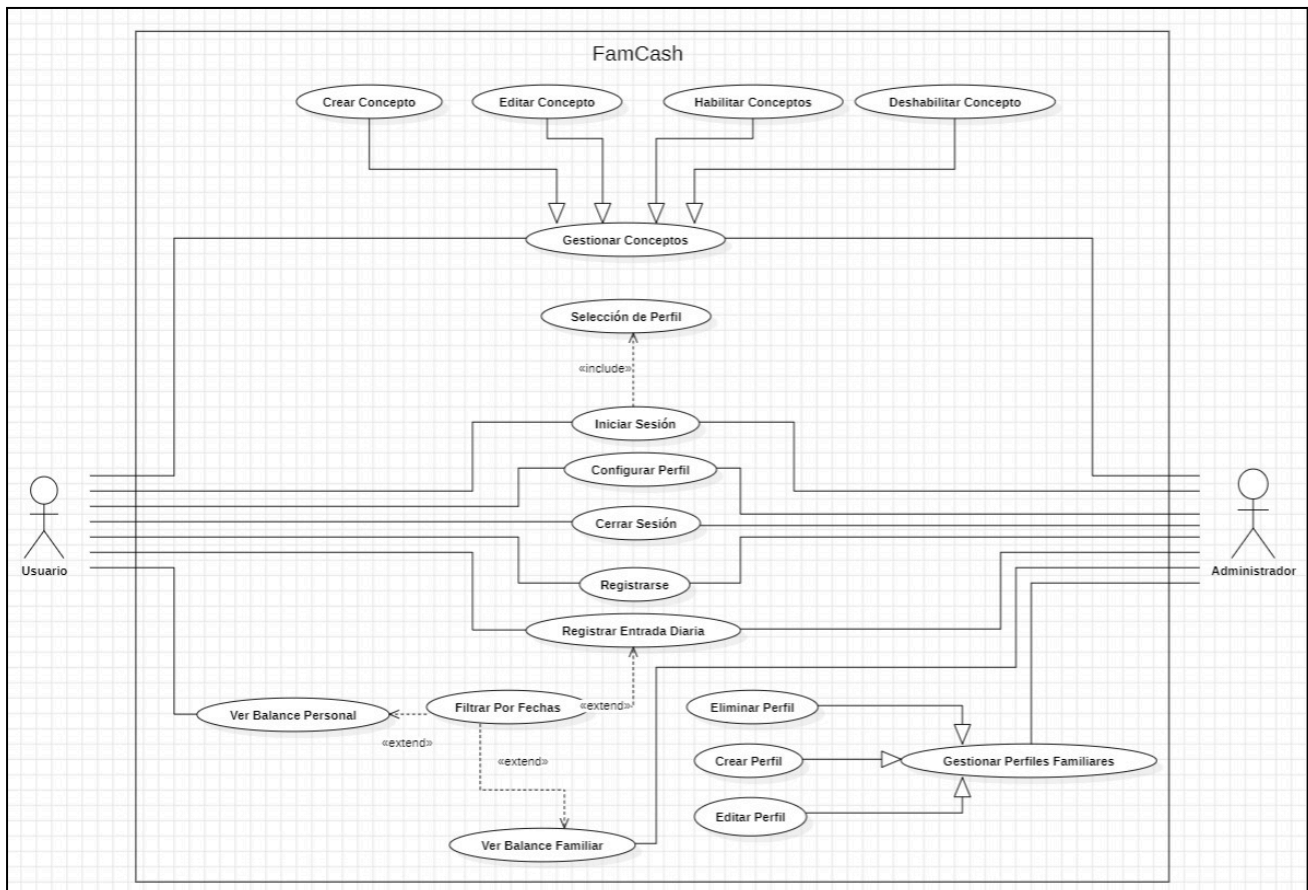 FamCash
Crear Concepto
Editar Concepto
Habilitar Conceptos
Deshabilitar Concepto
Gestionar Conceptos
Selección de Perfil
«include»
Iniciar Sesión
Configurar Perfil
Cerrar Sesión
Usuario
Administrador
Registrarse
Registrar Entrada Diaria
Filtrar Por Fechas
«extend»
Eliminar Perfil
Ver Balance Personal
«extend»
«extend»
Crear Perfil
Gestionar Perfiles Familiares
Editar Perfil
Ver Balance Familiar